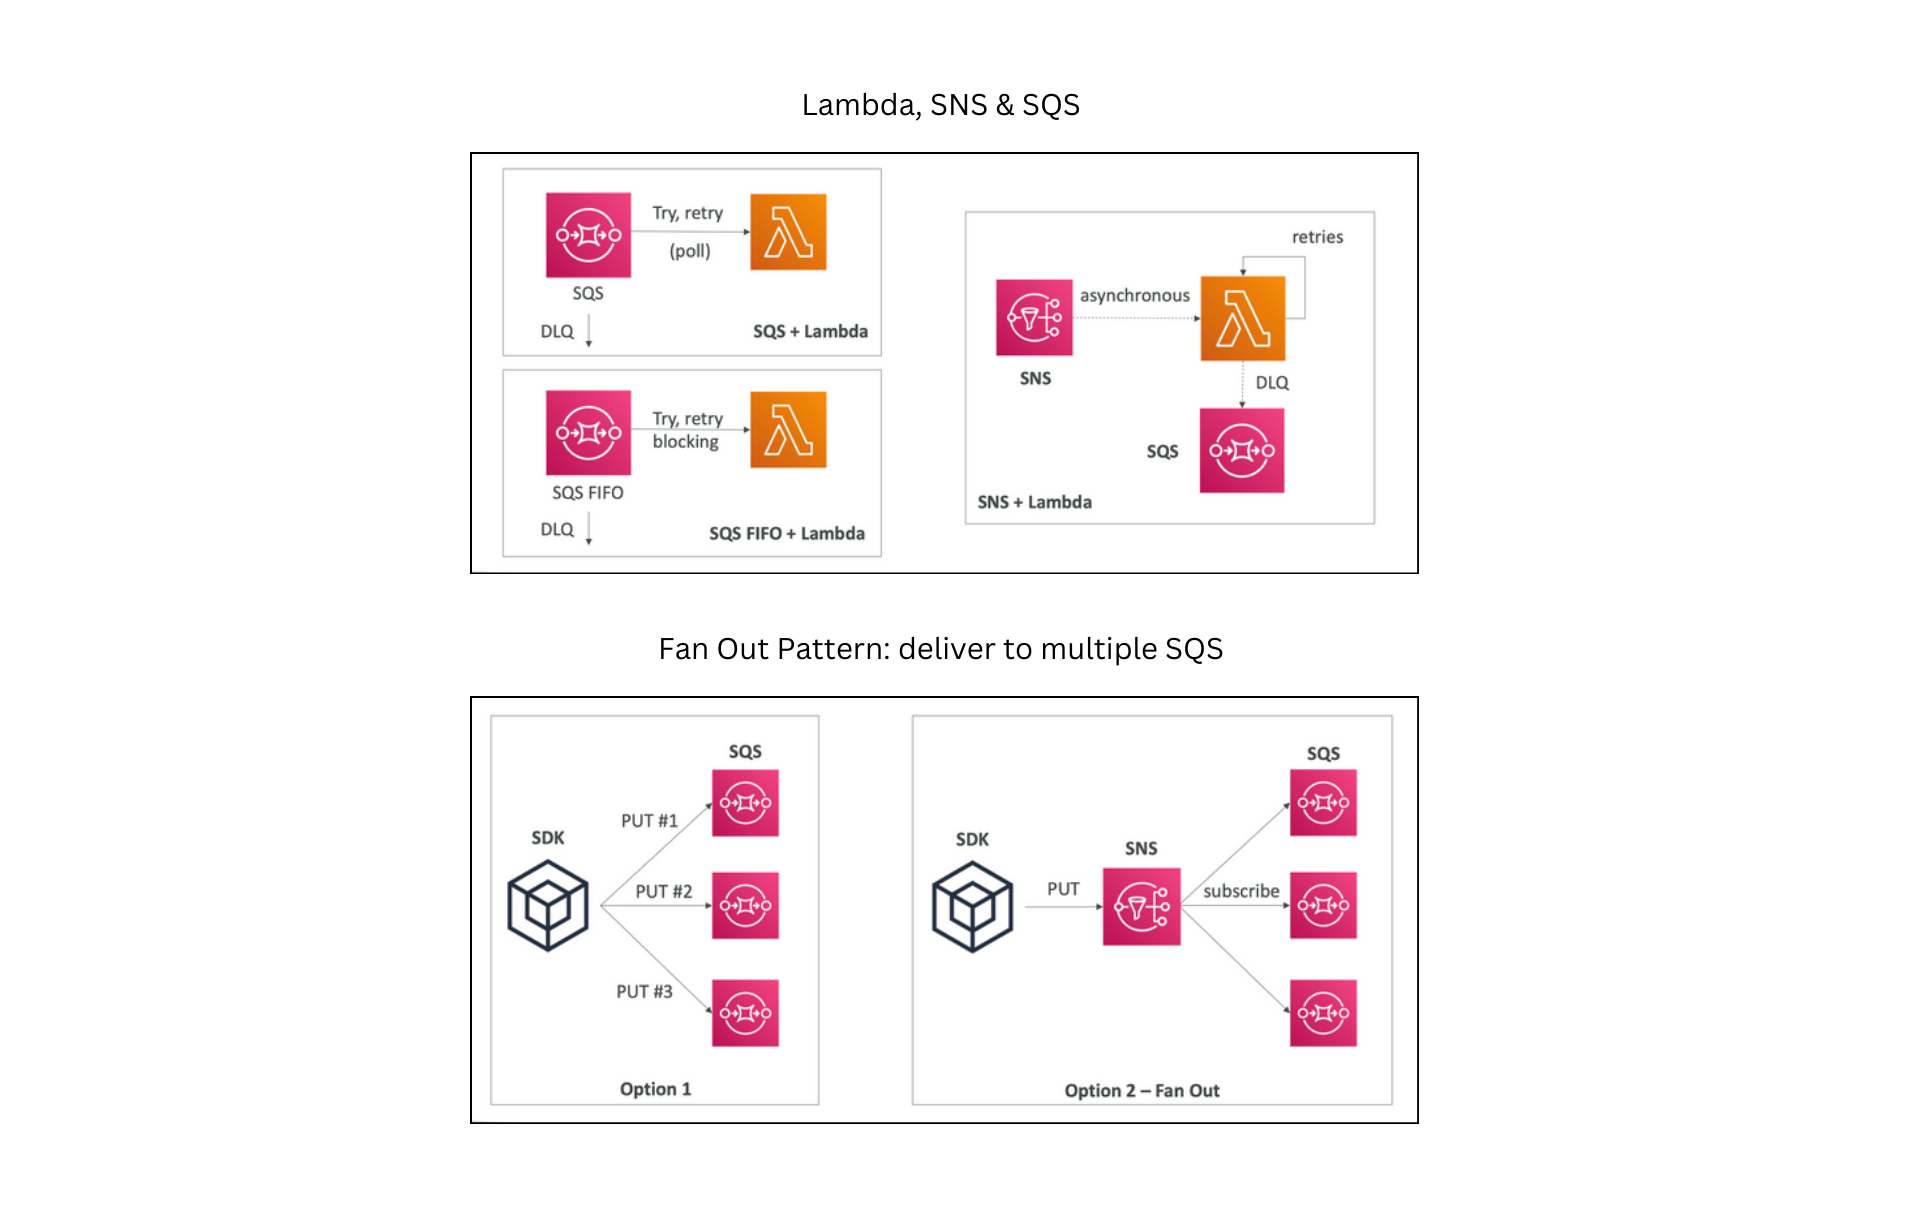 Lambda, SNS & SQS
Try, retry
(poll)
SQS
DLQ
SQS + Lambda
Try, retry
blocking
SQS FIFO
DLQ
SQS FIFO + Lambda
retries
asynchronous
SNS
DLQ
SQS
SNS + Lambda
Fan Out Pattern: deliver to multiple SQS
SQS
PUT #1
SDK
PUT #2
PUT #3
Option 1
SQS
SDK
SNS
PUT
subscribe
Option 2 – Fan Out